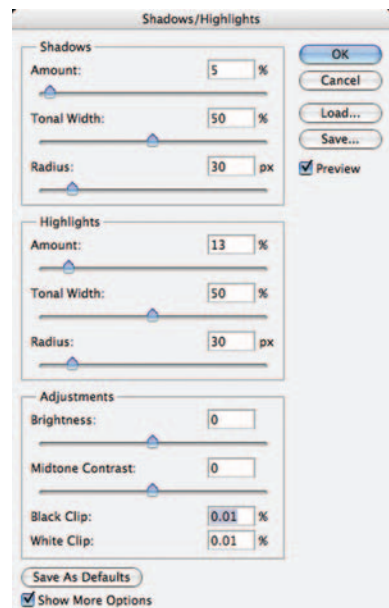 Shadows/Highlights
Shadows
Amount: 5 %
Tonal Width: 50 %
Radius: 30 px
Highlights
Amount: 13 %
Tonal Width: 50 %
Radius: 30 px
Adjustments
Brightness: 0
Midtone Contrast: 0
Black Clip: 0.01 %
White Clip: 0.01 %
Save As Defaults
Show More Options
OK
Cancel
Load...
Save...
Preview